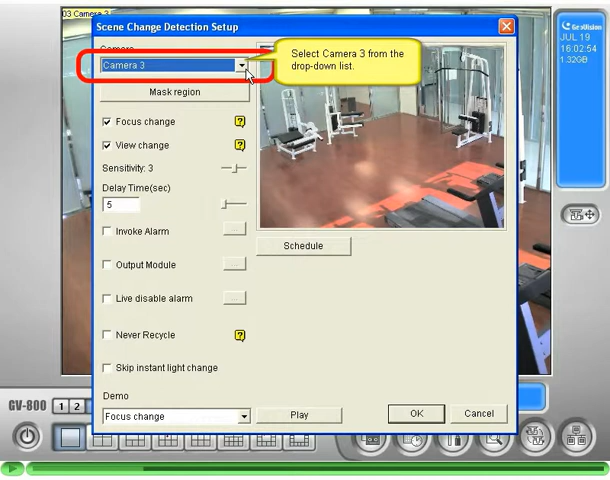 03 Camera 3
Scene Change Detection Setup
GeoVision
JUL 19
16:02:54
1.32GB
Camera
Camera 3
Select Camera 3 from the
drop-down list.
Mask region
Focus change
?
View change
?
Sensitivity: 3
Delay Time(sec)
5
Invoke Alarm
...
Schedule
Output Module
...
Live disable alarm
...
Never Recycle
?
Skip instant light change
Demo
Focus change
Play
OK
Cancel
GV-800
1 2